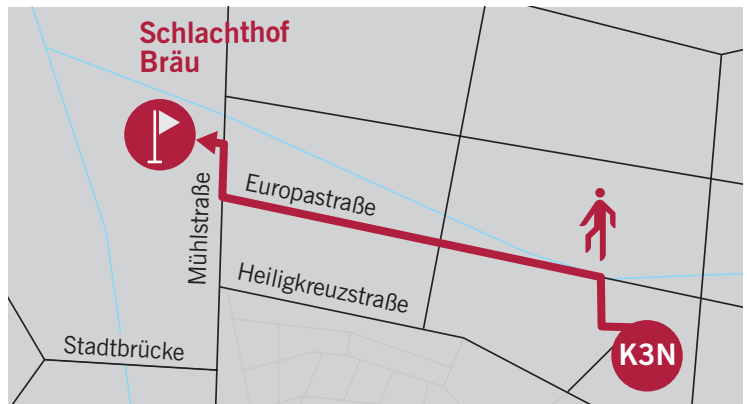 Schlachthof
Bräu
Mühlstraße
Europastraße
Heiligkreuzstraße
Stadtbrücke
K3N